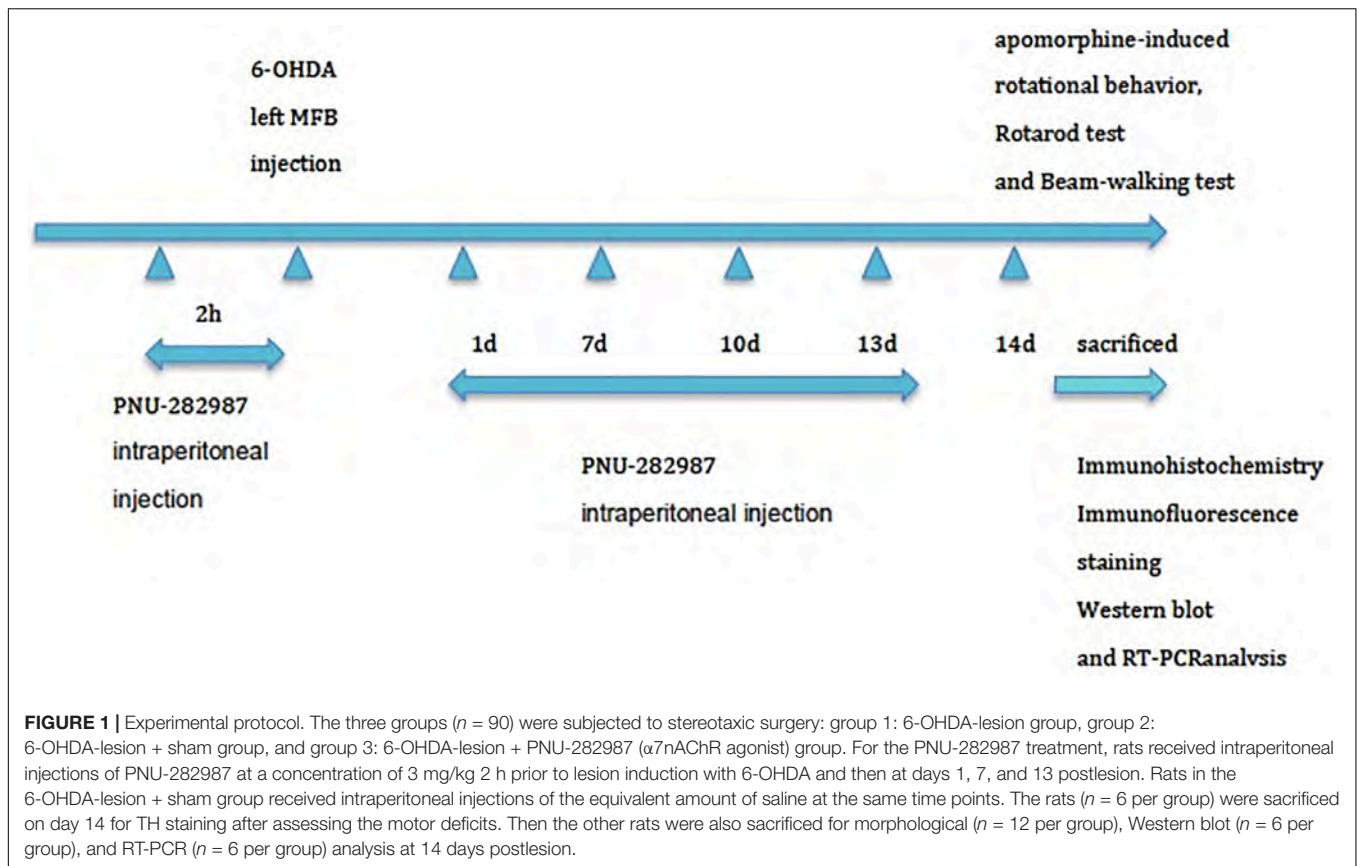 6-OHDA
left MFB
injection
apomorphine-induced
rotational behavior,
Rotarod test
and Beam-walking test
2h
1d
7d
10d
13d
14d
sacrificed
PNU-282987
intraperitoneal
injection
PNU-282987
intraperitoneal injection
Immunohistochemistry
Immunofluorescence
staining
Western blot
and RT-PCRanalysis
FIGURE 1 | Experimental protocol. The three groups (n = 90) were subjected to stereotaxic surgery: group 1: 6-OHDA-lesion group, group 2:
6-OHDA-lesion + sham group, and group 3: 6-OHDA-lesion + PNU-282987 (α7nAChR agonist) group. For the PNU-282987 treatment, rats received intraperitoneal
injections of PNU-282987 at a concentration of 3 mg/kg 2 h prior to lesion induction with 6-OHDA and then at days 1, 7, and 13 postlesion. Rats in the
6-OHDA-lesion + sham group received intraperitoneal injections of the equivalent amount of saline at the same time points. The rats (n = 6 per group) were sacrificed
on day 14 for TH staining after assessing the motor deficits. Then the other rats were also sacrificed for morphological (n = 12 per group), Western blot (n = 6 per
group), and RT-PCR (n = 6 per group) analysis at 14 days postlesion.